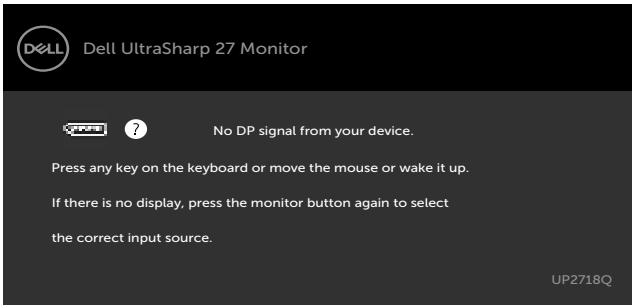 DELL
Dell UltraSharp 27 Monitor
? No DP signal from your device.
Press any key on the keyboard or move the mouse or wake it up.
If there is no display, press the monitor button again to select
the correct input source.
UP2718Q